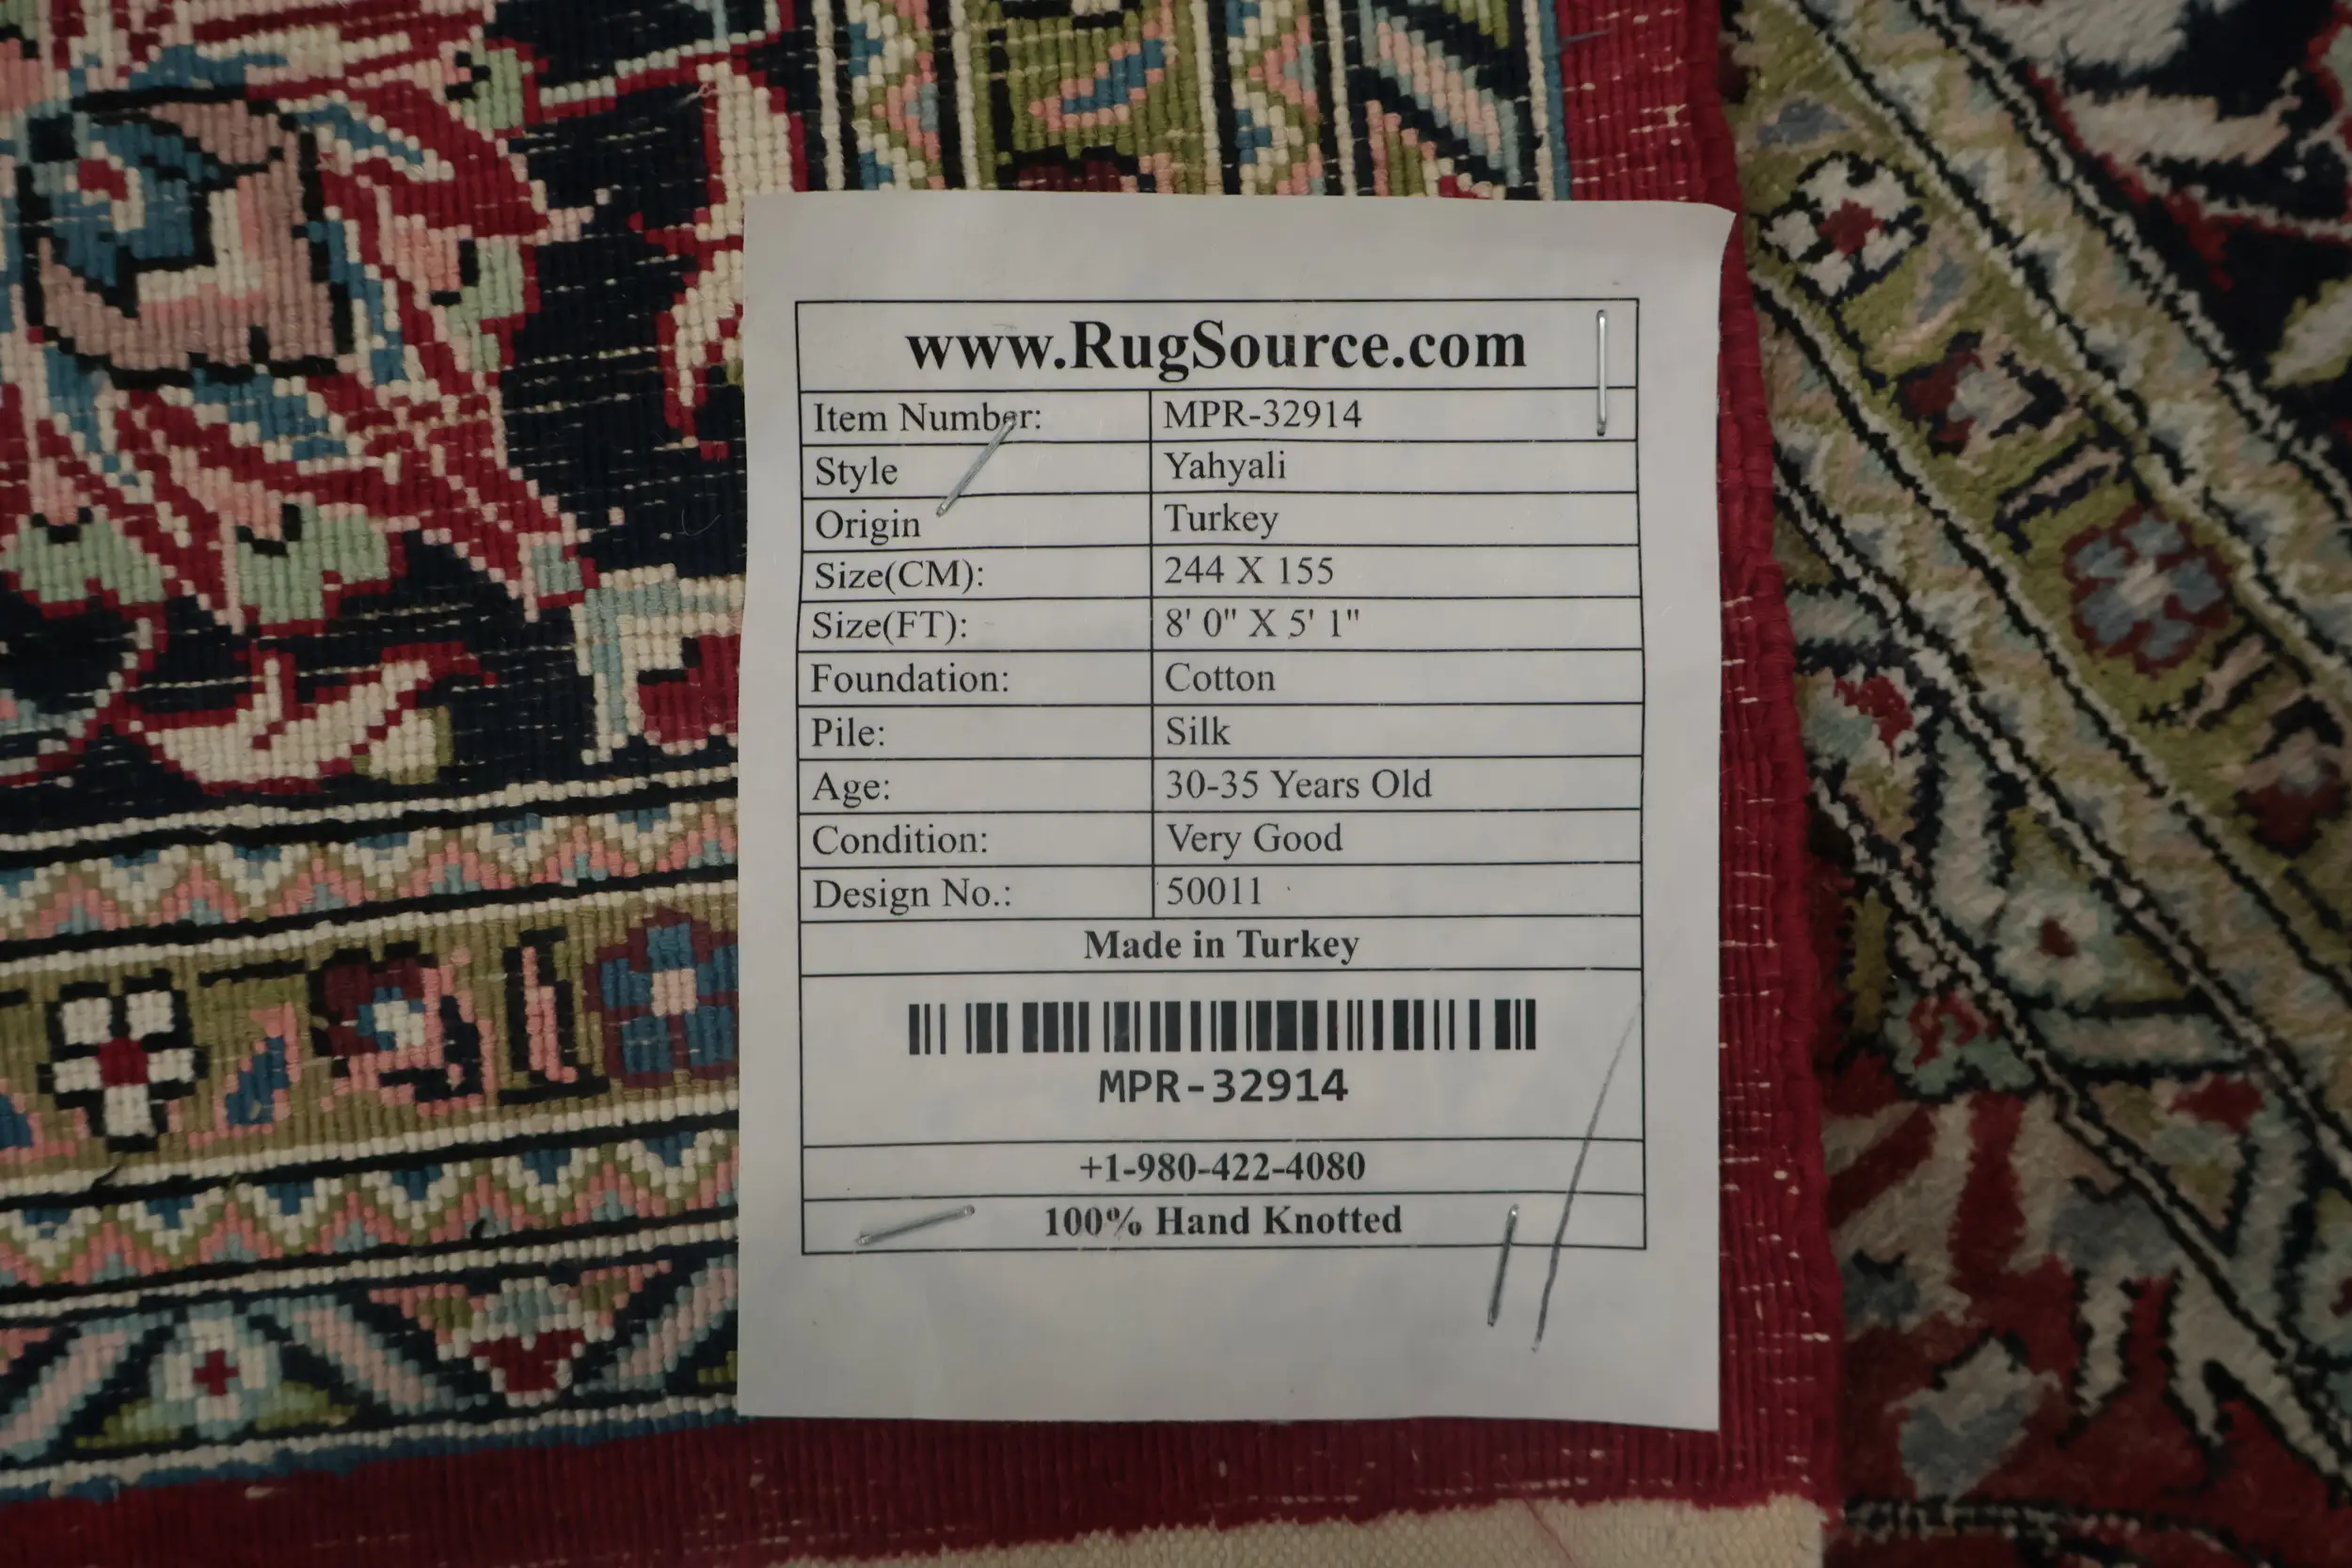 www.RugSource.com
Item Number: MPR-32914
Style Yahyali
Origin Turkey
Size(CM): 244 X 155
Size(FT): 8' 0" X 5' 1"
Foundation: Cotton
Pile: Silk
Age: 30-35 Years Old
Condition: Very Good
Design No.: 50011
Made in Turkey
MPR-32914
+1-980-422-4080
100% Hand Knotted